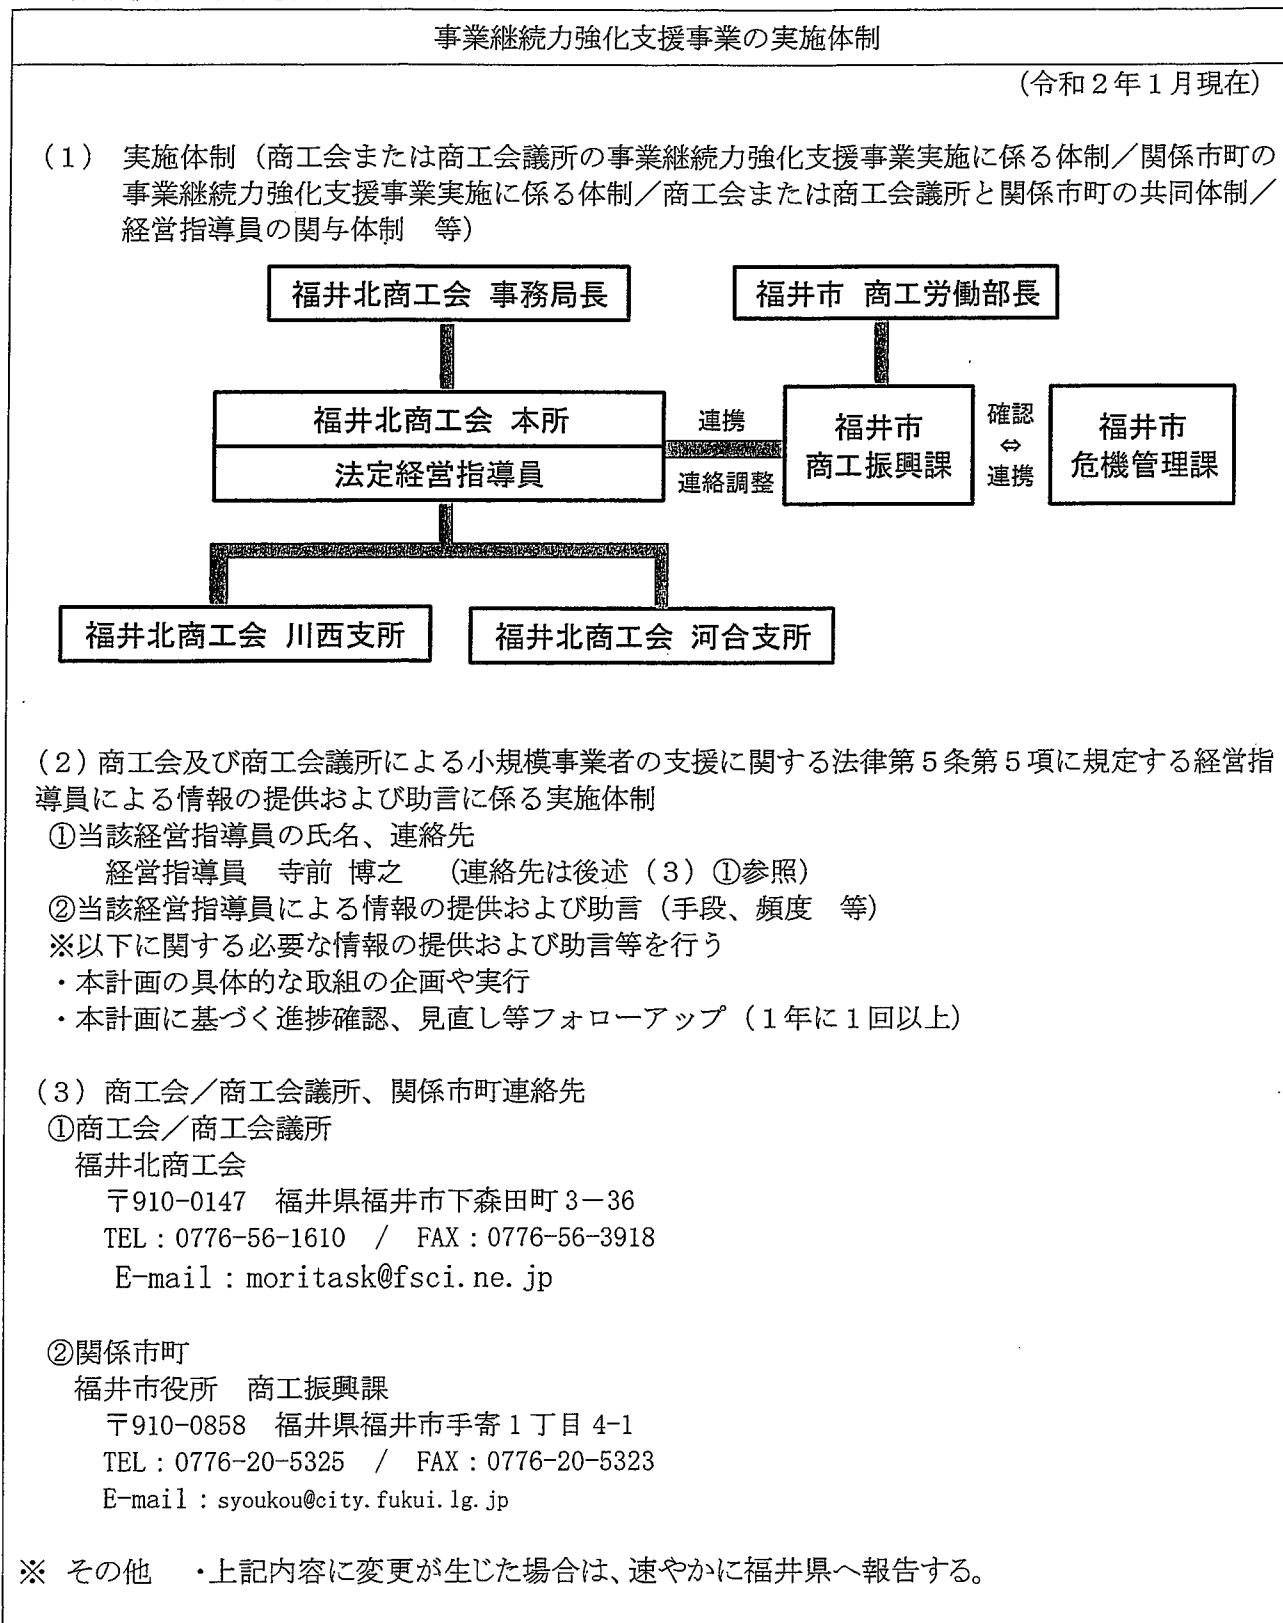 事業継続力強化支援事業の実施体制
(令和２年１月現在)
(１) 実施体制（商工会または商工会議所の事業継続力強化支援事業実施に係る体制／関係市町の
事業継続力強化支援事業実施に係る体制／商工会または商工会議所と関係市町の共同体制／
経営指導員の関与体制　等）
福井北商工会 事務局長
福井市 商工労働部長
福井北商工会 本所
法定経営指導員
連携
連絡調整
福井市
商工振興課
確認
⇔
連携
福井市
危機管理課
福井北商工会 川西支所
福井北商工会 河合支所
(２) 商工会及び商工会議所による小規模事業者の支援に関する法律第５条第５項に規定する経営指
導員による情報の提供および助言に係る実施体制
①当該経営指導員の氏名、連絡先
経営指導員　寺前 博之　（連絡先は後述（３）①参照）
②当該経営指導員による情報の提供および助言（手段、頻度　等）
※以下に関する必要な情報の提供および助言等を行う
・本計画の具体的な取組の企画や実行
・本計画に基づく進捗確認、見直し等フォローアップ（１年に１回以上）
(３) 商工会／商工会議所、関係市町連絡先
①商工会／商工会議所
福井北商工会
〒910-0147　福井県福井市下森田町３－36
TEL：0776-56-1610　/　FAX：0776-56-3918
E-mail：moritask@fsci.ne.jp
②関係市町
福井市役所　商工振興課
〒910-0858　福井県福井市手寄１丁目 4-1
TEL：0776-20-5325　/　FAX：0776-20-5323
E-mail：syoukou@city.fukui.lg.jp
※ その他　・上記内容に変更が生じた場合は、速やかに福井県へ報告する。